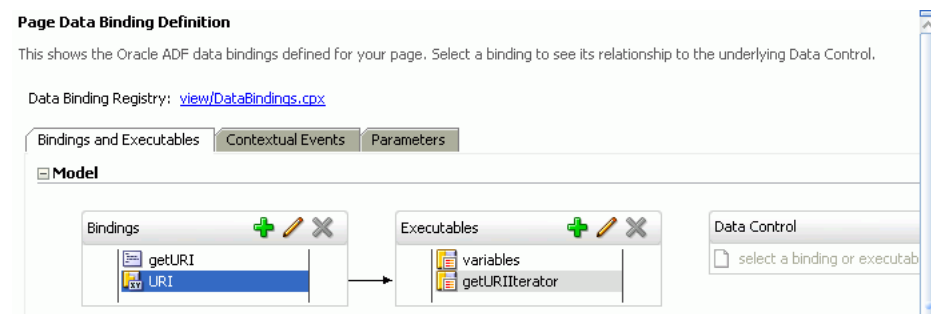 Page Data Binding Definition
This shows the Oracle ADF data bindings defined for your page. Select a binding to see its relationship to the underlying Data Control.
Data Binding Registry: view/DataBindings.cpx
Bindings and Executables Contextual Events Parameters
Model
Bindings Executables Data Control
getURI variables select a binding or executab
URI getURIIterator